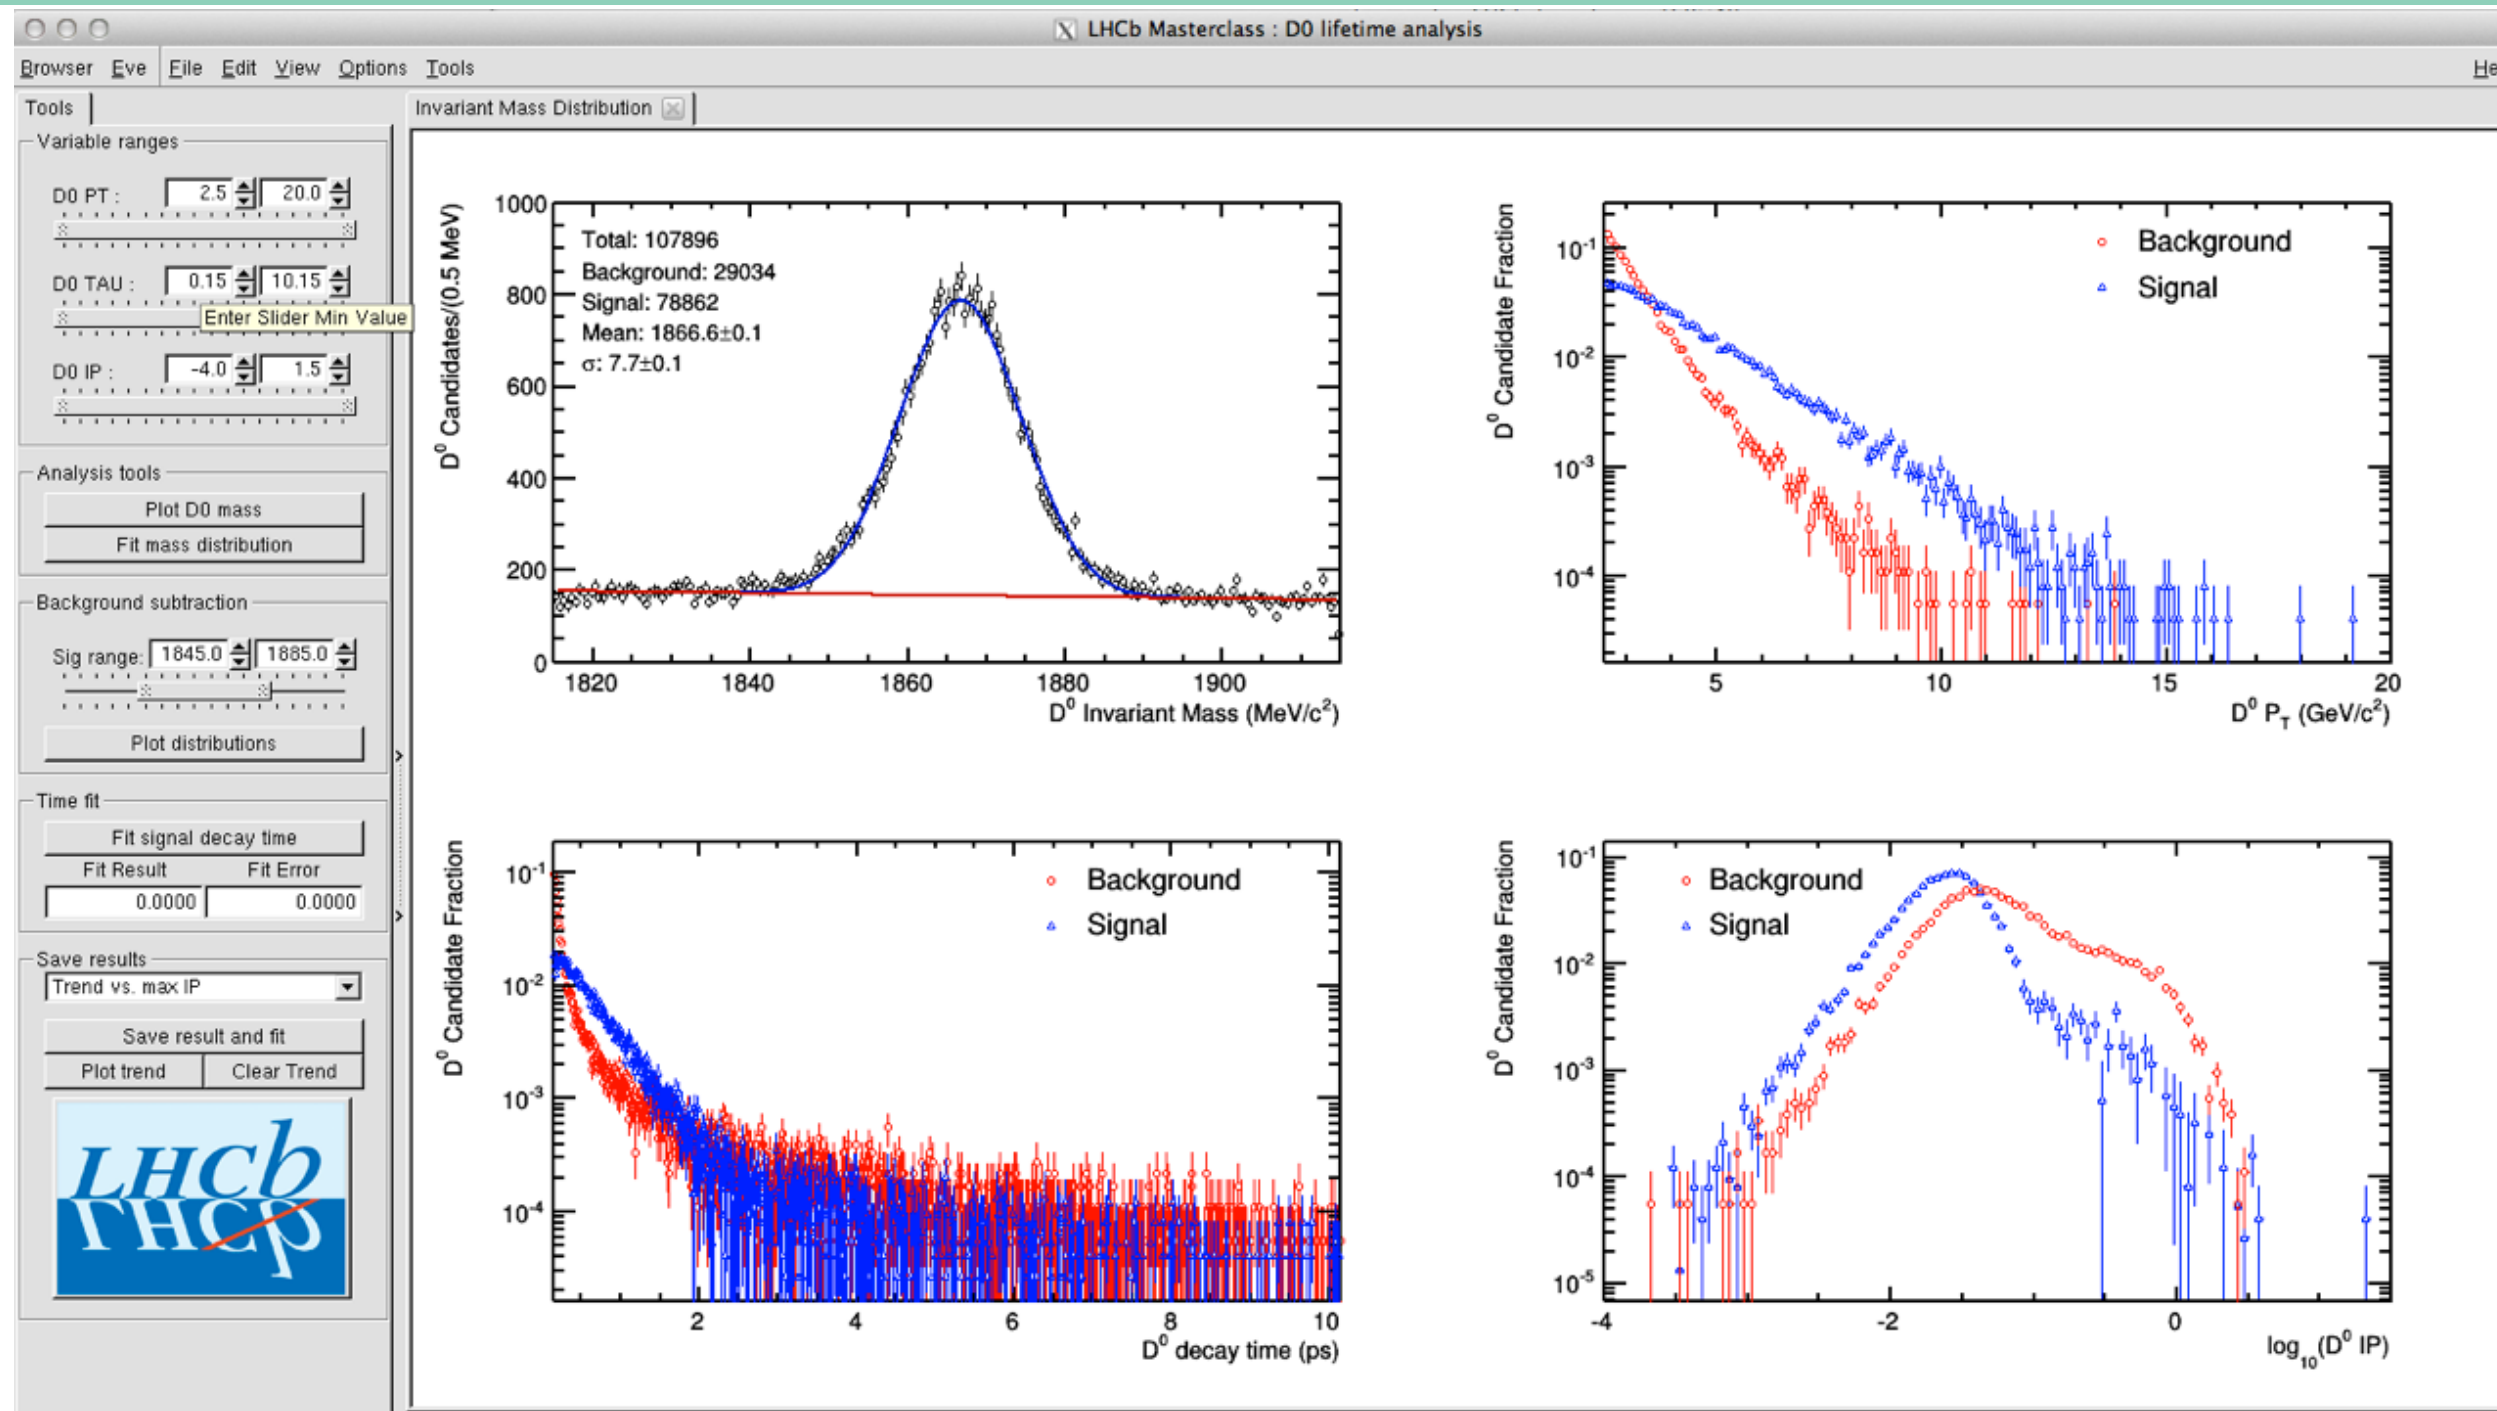 LHCb Masterclass : D0 lifetime analysis
Browser Eve File Edit View Options Tools
Tools
Invariant Mass Distribution
Variable ranges
D0 PT : 2.5 20.0
D0 TAU : 0.15 10.15
Enter Slider Min Value
D0 IP : -4.0 1.5
Analysis tools
Plot D0 mass
Fit mass distribution
Background subtraction
Sig range: 1845.0 1885.0
Plot distributions
Time fit
Fit signal decay time
Fit Result Fit Error
0.0000 0.0000
Save results
Trend vs. max IP
Save result and fit
Plot trend Clear Trend
LHCb
LHCp
D⁰ Candidates/(0.5 MeV)
1000
800
600
400
200
0
Total: 107896
Background: 29034
Signal: 78862
Mean: 1866.6±0.1
σ: 7.7±0.1
1820 1840 1860 1880 1900
D⁰ Invariant Mass (MeV/c²)
D⁰ Candidate Fraction
10⁻¹
10⁻²
10⁻³
10⁻⁴
Background
Signal
5 10 15 20
D⁰ P_T (GeV/c²)
D⁰ Candidate Fraction
10⁻¹
10⁻²
10⁻³
10⁻⁴
Background
Signal
2 4 6 8 10
D⁰ decay time (ps)
D⁰ Candidate Fraction
10⁻¹
10⁻²
10⁻³
10⁻⁴
10⁻⁵
Background
Signal
-4 -2 0
log₁₀(D⁰ IP)